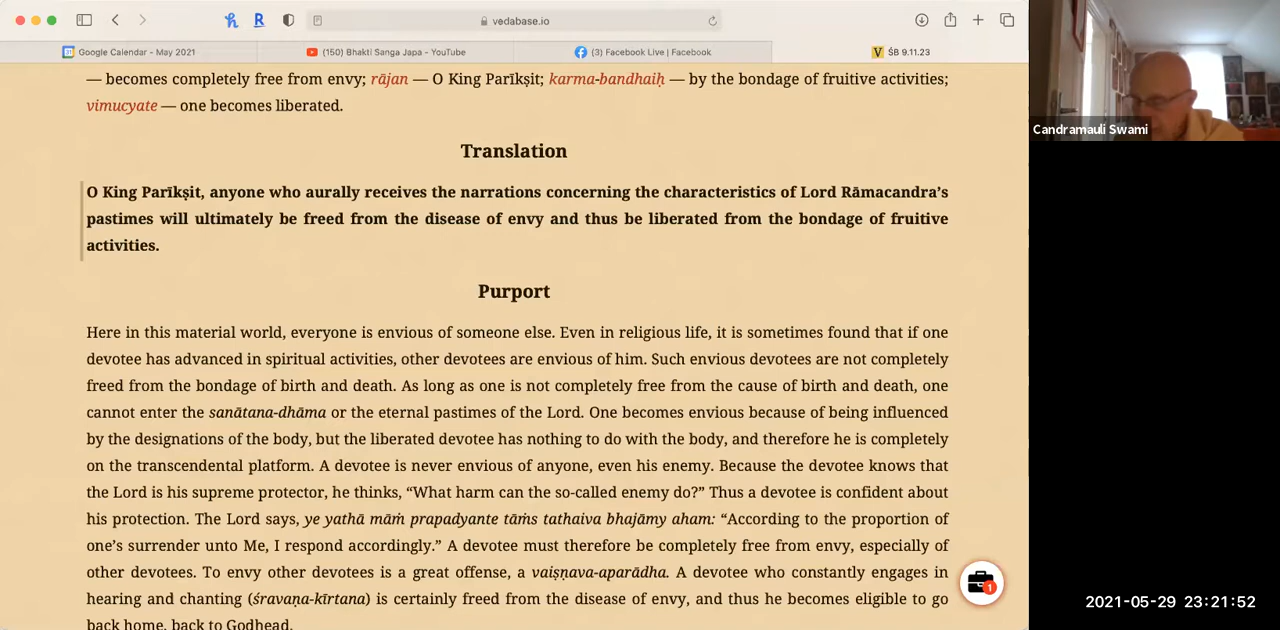 vedabase.io
Google Calendar - May 2021
(150) Bhakti Sanga Japa - YouTube
(3) Facebook Live | Facebook
V ŚB 9.11.23
— becomes completely free from envy; rājan — O King Parīkṣit; karma-bandhaiḥ — by the bondage of fruitive activities;
vimucyate — one becomes liberated.
Translation
O King Parīkṣit, anyone who aurally receives the narrations concerning the characteristics of Lord Rāmacandra’s
pastimes will ultimately be freed from the disease of envy and thus be liberated from the bondage of fruitive
activities.
Purport
Here in this material world, everyone is envious of someone else. Even in religious life, it is sometimes found that if one
devotee has advanced in spiritual activities, other devotees are envious of him. Such envious devotees are not completely
freed from the bondage of birth and death. As long as one is not completely free from the cause of birth and death, one
cannot enter the sanātana-dhāma or the eternal pastimes of the Lord. One becomes envious because of being influenced
by the designations of the body, but the liberated devotee has nothing to do with the body, and therefore he is completely
on the transcendental platform. A devotee is never envious of anyone, even his enemy. Because the devotee knows that
the Lord is his supreme protector, he thinks, “What harm can the so-called enemy do?” Thus a devotee is confident about
his protection. The Lord says, ye yathā māṁ prapadyante tāṁs tathaiva bhajāmy aham: “According to the proportion of
one’s surrender unto Me, I respond accordingly.” A devotee must therefore be completely free from envy, especially of
other devotees. To envy other devotees is a great offense, a vaiṣṇava-aparādha. A devotee who constantly engages in
hearing and chanting (śravaṇa-kīrtana) is certainly freed from the disease of envy, and thus he becomes eligible to go
back home, back to Godhead.
1
Candramauli Swami
2021-05-29 23:21:52